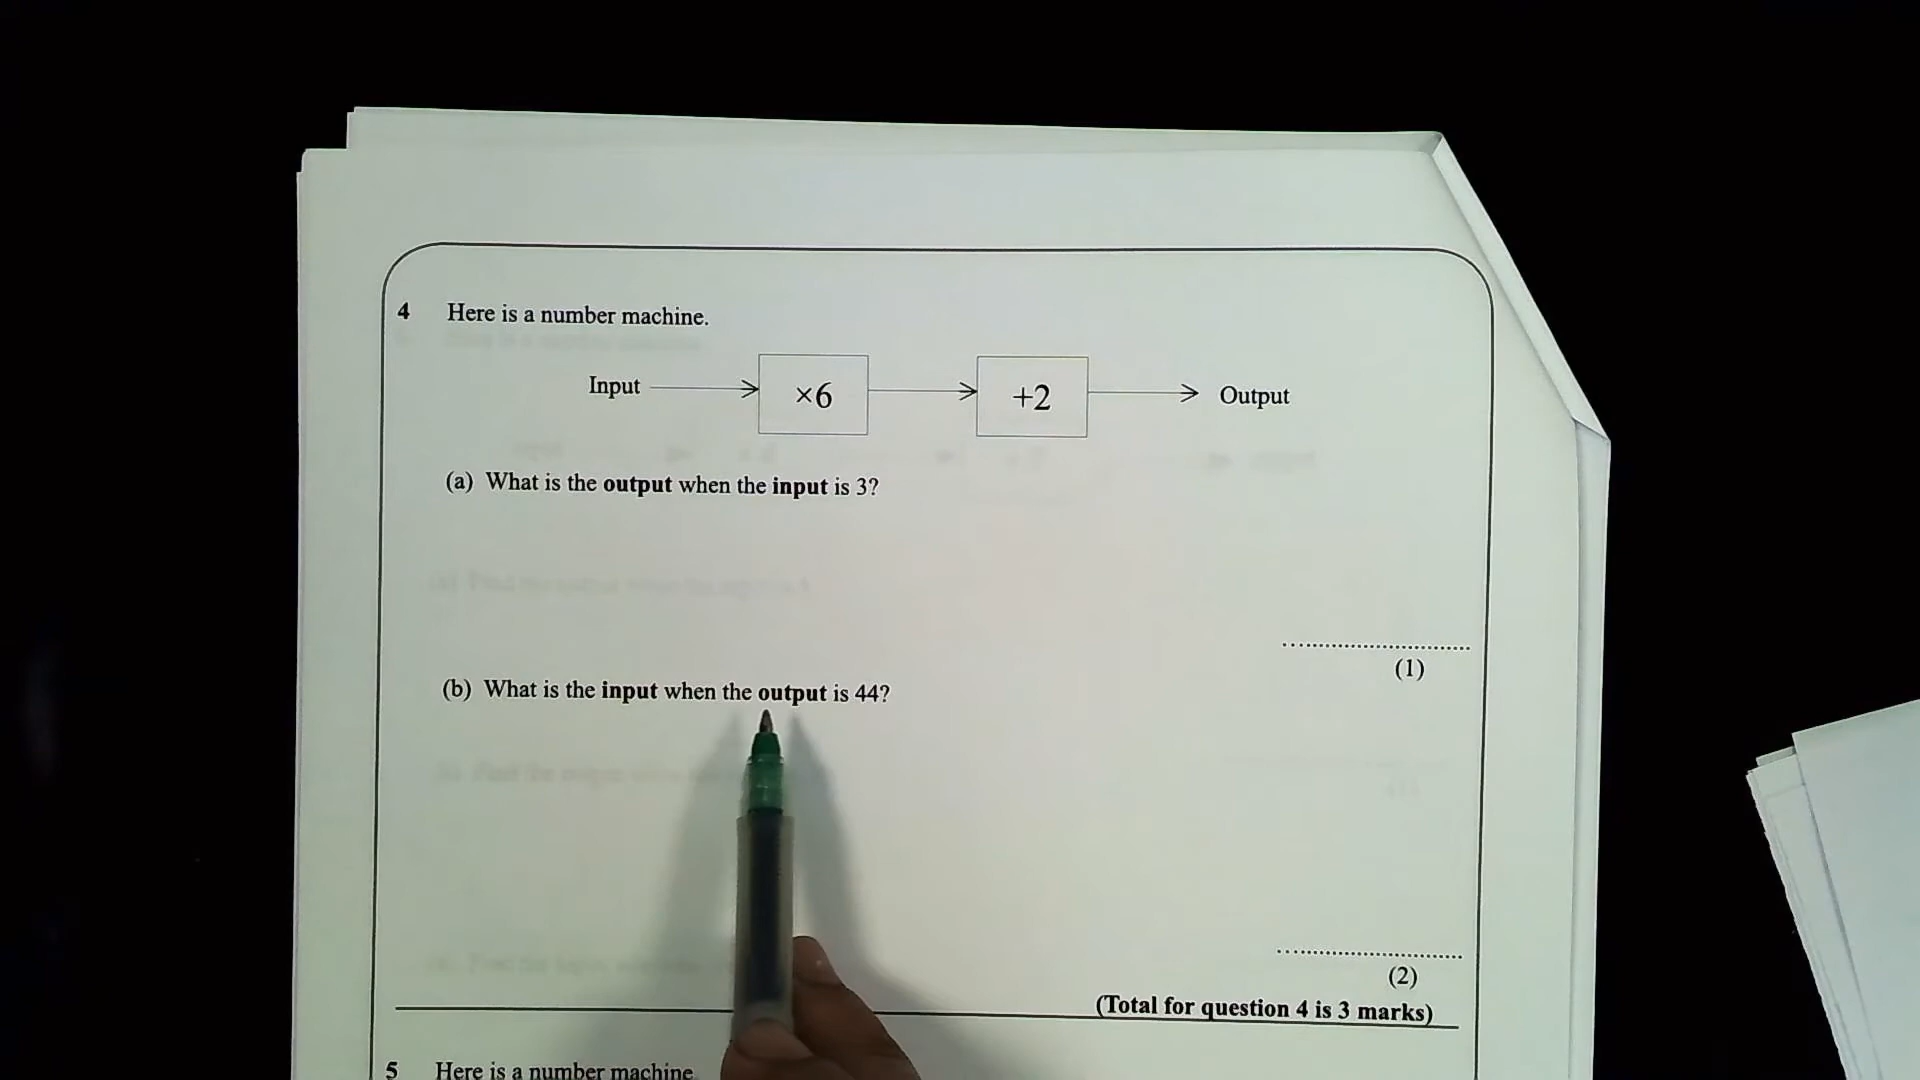 4 Here is a number machine.
Input ×6 +2 Output
(a) What is the output when the input is 3?
(1)
(b) What is the input when the output is 44?
(2)
(Total for question 4 is 3 marks)
5 Here is a number machine